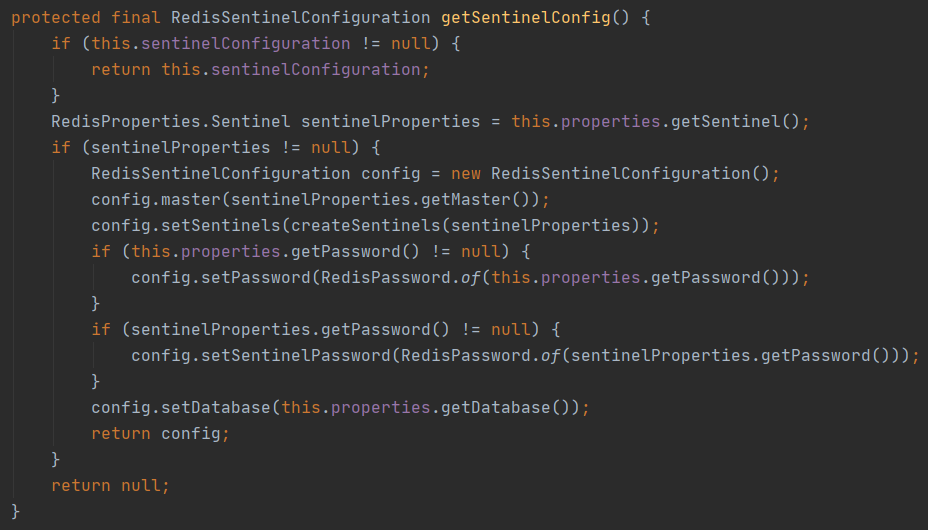 protected final RedisSentinelConfiguration getSentinelConfig() {
    if (this.sentinelConfiguration != null) {
        return this.sentinelConfiguration;
    }
    RedisProperties.Sentinel sentinelProperties = this.properties.getSentinel();
    if (sentinelProperties != null) {
        RedisSentinelConfiguration config = new RedisSentinelConfiguration();
        config.master(sentinelProperties.getMaster());
        config.setSentinels(createSentinels(sentinelProperties));
        if (this.properties.getPassword() != null) {
            config.setPassword(RedisPassword.of(this.properties.getPassword()));
        }
        if (sentinelProperties.getPassword() != null) {
            config.setSentinelPassword(RedisPassword.of(sentinelProperties.getPassword()));
        }
        config.setDatabase(this.properties.getDatabase());
        return config;
    }
    return null;
}